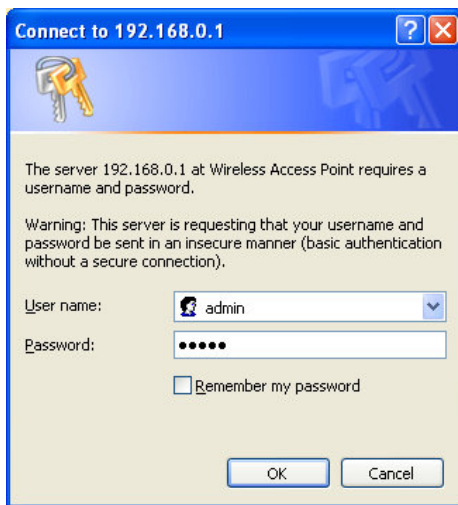 Connect to 192.168.0.1
The server 192.168.0.1 at Wireless Access Point requires a
username and password.
Warning: This server is requesting that your username and
password be sent in an insecure manner (basic authentication
without a secure connection).
User name:
admin
Password:
•••••
Remember my password
OK
Cancel